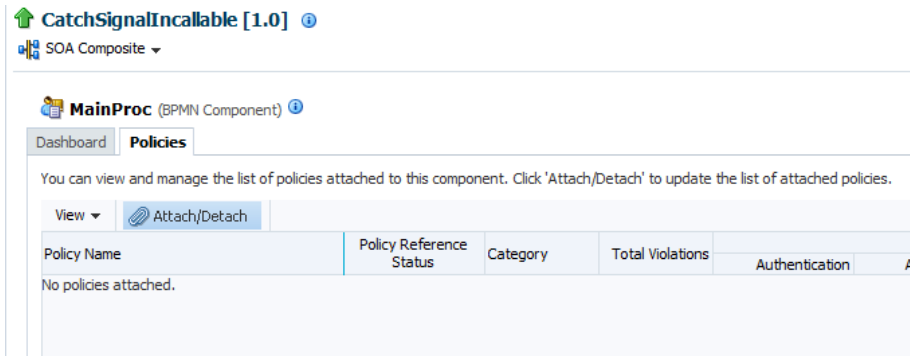 CatchSignalIncallable [1.0]
SOA Composite
MainProc (BPMN Component)
Dashboard Policies
You can view and manage the list of policies attached to this component. Click 'Attach/Detach' to update the list of attached policies.
View Attach/Detach
Policy Name Policy Reference Status Category Total Violations Authentication A
No policies attached.